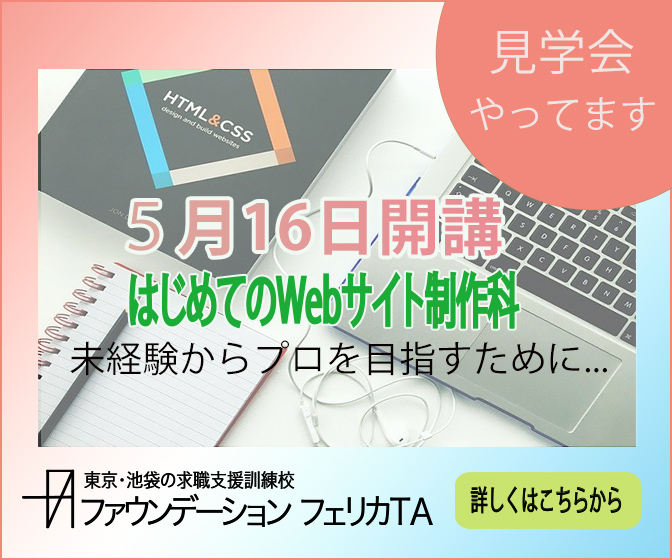 見学会
やってます
HTML&CSS
design and build websites
５月16日開講
はじめてのWebサイト制作科
未経験からプロを目指すために...
東京・池袋の求職支援訓練校
ファウンデーション フェリカTA
詳しくはこちらから